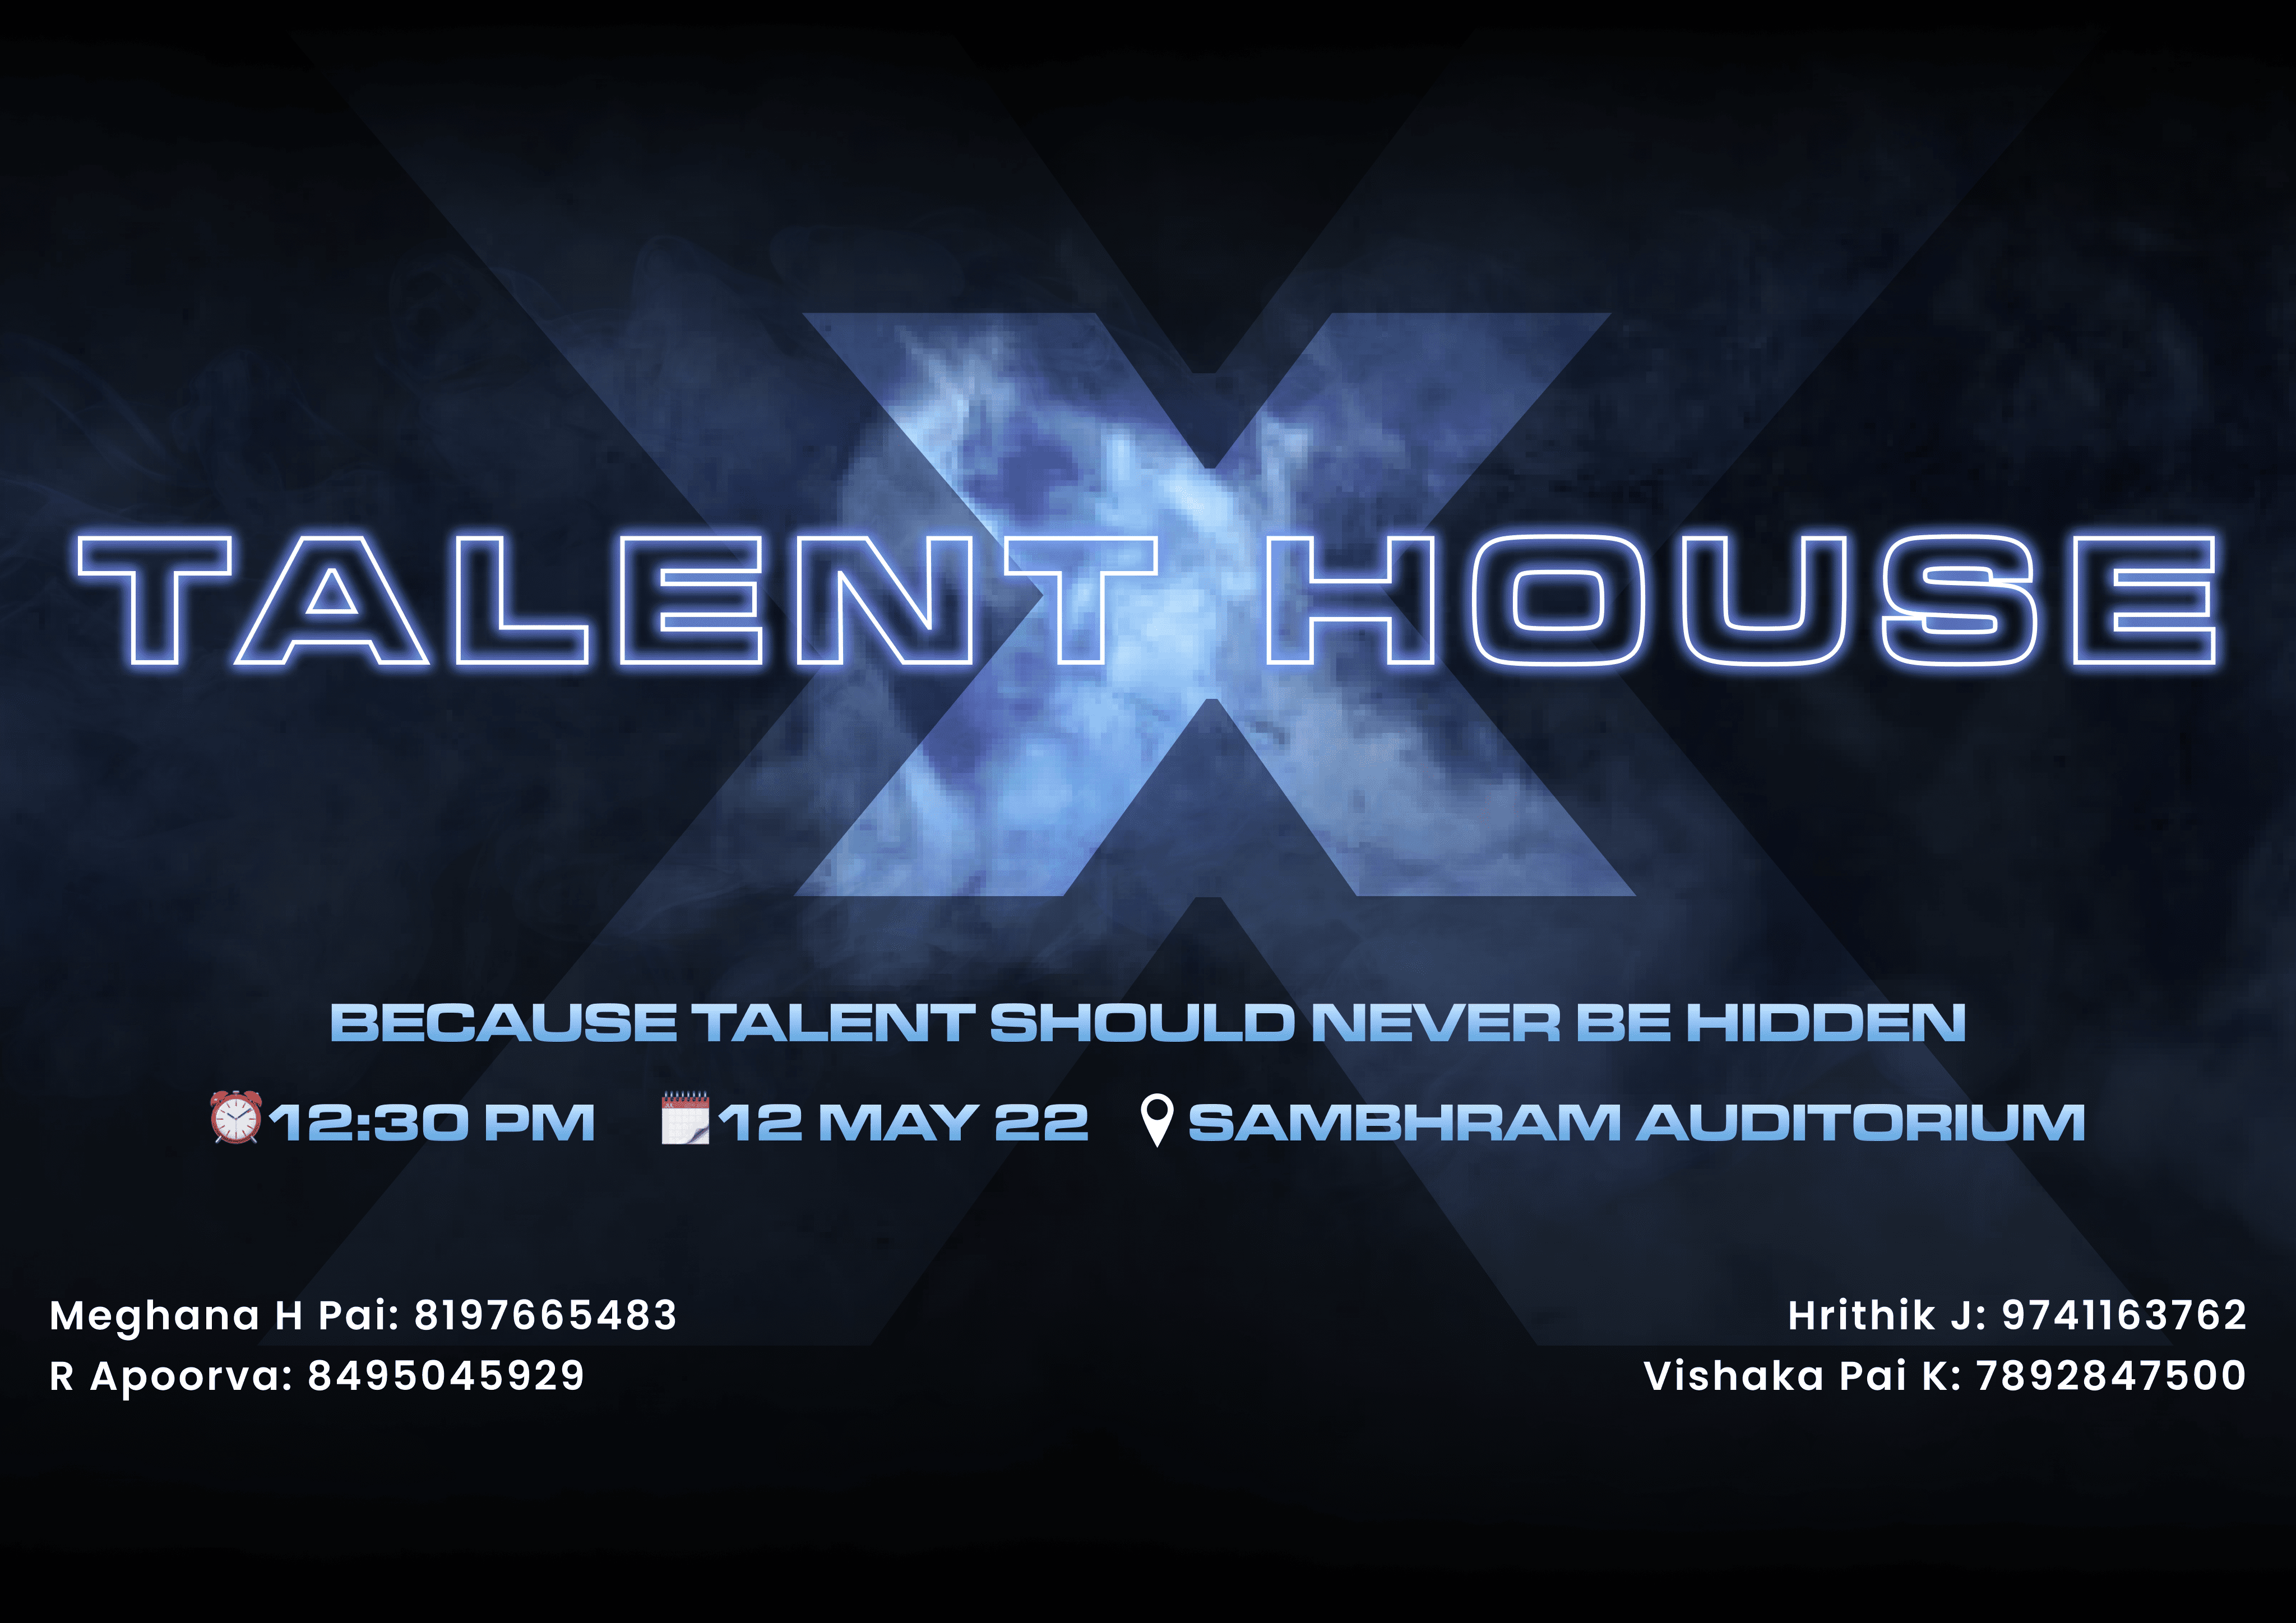 TALENT HOUSE
BECAUSE TALENT SHOULD NEVER BE HIDDEN
12:30 PM 12 MAY 22 SAMBHRAM AUDITORIUM
Meghana H Pai: 8197665483
R Apoorva: 8495045929
Hrithik J: 9741163762
Vishaka Pai K: 7892847500